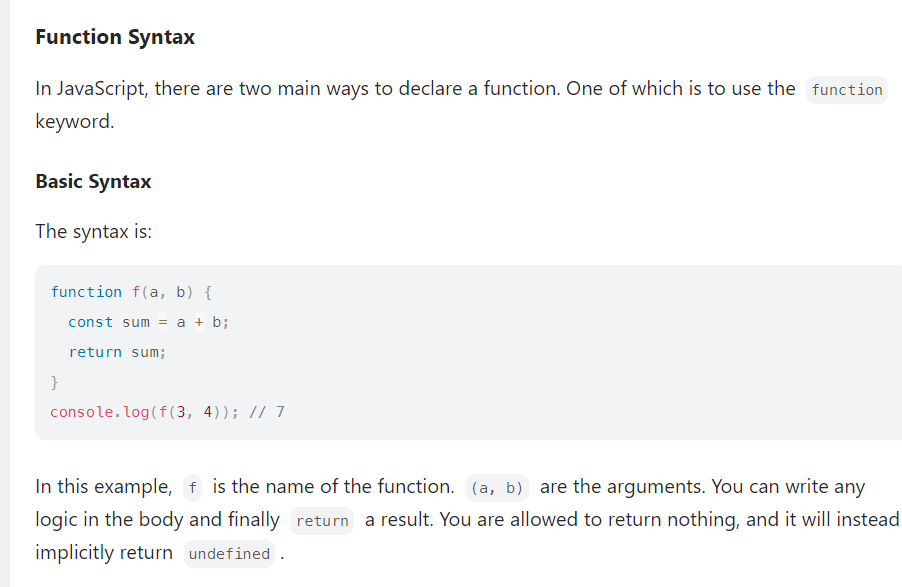 Function Syntax
In JavaScript, there are two main ways to declare a function. One of which is to use the function
keyword.
Basic Syntax
The syntax is:
function f(a, b) {
  const sum = a + b;
  return sum;
}
console.log(f(3, 4)); // 7
In this example, f is the name of the function. (a, b) are the arguments. You can write any
logic in the body and finally return a result. You are allowed to return nothing, and it will instead
implicitly return undefined .